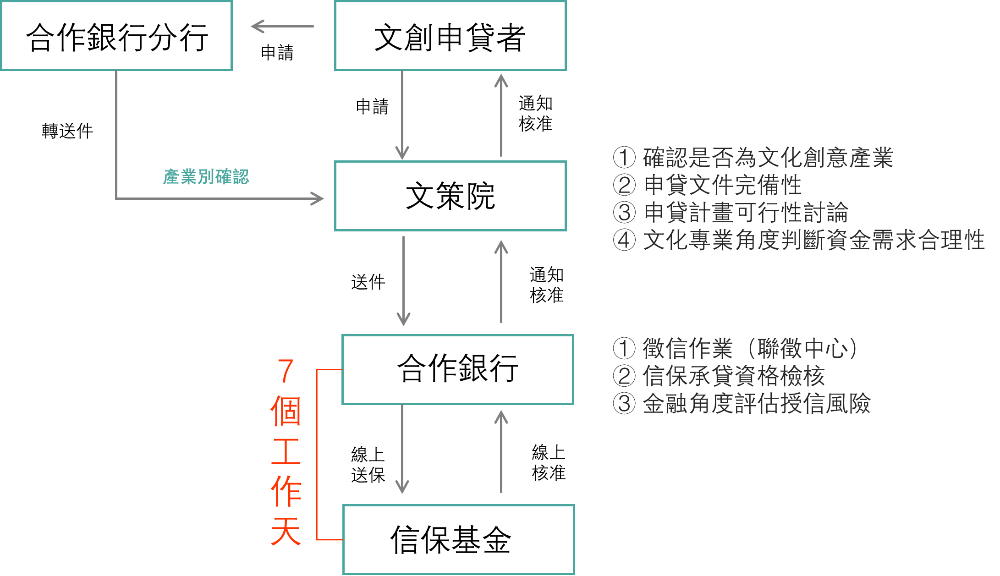 合作銀行分行
申請
文創申貸者
轉送件
申請
通知
核准
產業別確認
文策院
① 確認是否為文化創意產業
② 申貸文件完備性
③ 申貸計畫可行性討論
④ 文化專業角度判斷資金需求合理性
送件
通知
核准
合作銀行
① 徵信作業（聯徵中心）
② 信保承貸資格檢核
③ 金融角度評估授信風險
7
個
工
作
天
線上
送保
線上
核准
信保基金